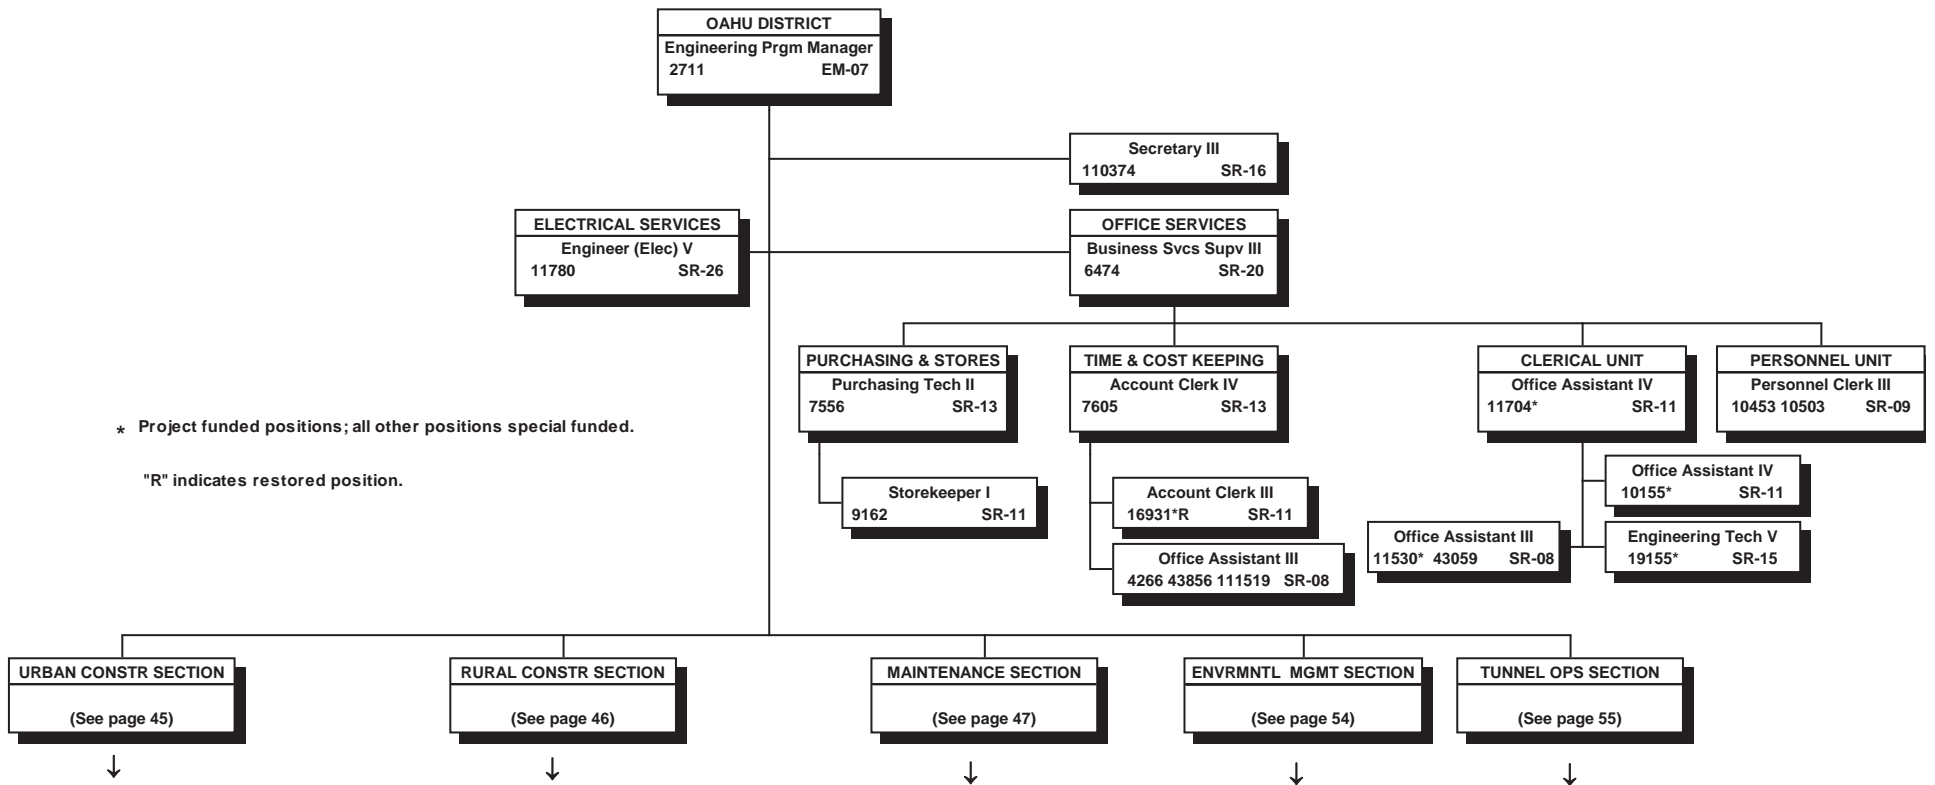 OAHU DISTRICT
Engineering Prgm Manager
2711 EM-07
Secretary III
110374 SR-16
ELECTRICAL SERVICES
Engineer (Elec) V
11780 SR-26
OFFICE SERVICES
Business Svcs Supv III
6474 SR-20
PURCHASING & STORES
Purchasing Tech II
7556 SR-13
TIME & COST KEEPING
Account Clerk IV
7605 SR-13
CLERICAL UNIT
Office Assistant IV
11704* SR-11
PERSONNEL UNIT
Personnel Clerk III
10453 10503 SR-09
* Project funded positions; all other positions special funded.
"R" indicates restored position.
Storekeeper I
9162 SR-11
Account Clerk III
16931*R SR-11
Office Assistant III
4266 43856 111519 SR-08
Office Assistant IV
10155* SR-11
Office Assistant III
11530* 43059 SR-08
Engineering Tech V
19155* SR-15
URBAN CONSTR SECTION
(See page 45)
RURAL CONSTR SECTION
(See page 46)
MAINTENANCE SECTION
(See page 47)
ENVRMNTL MGMT SECTION
(See page 54)
TUNNEL OPS SECTION
(See page 55)